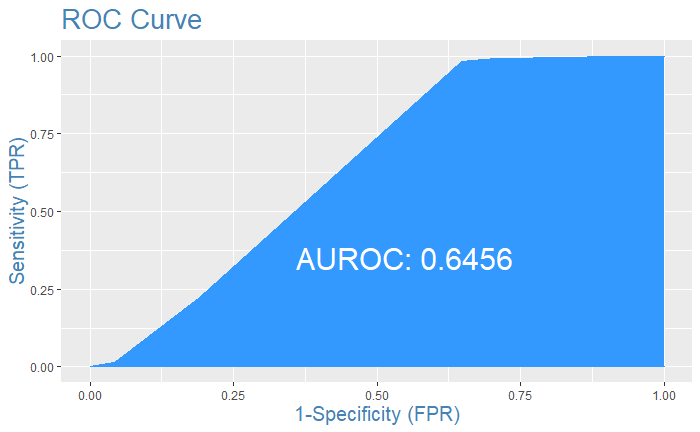 ROC Curve
1.00
0.75
0.50
0.25
0.00
Sensitivity (TPR)
AUROC: 0.6456
0.00 0.25 0.50 0.75 1.00
1-Specificity (FPR)